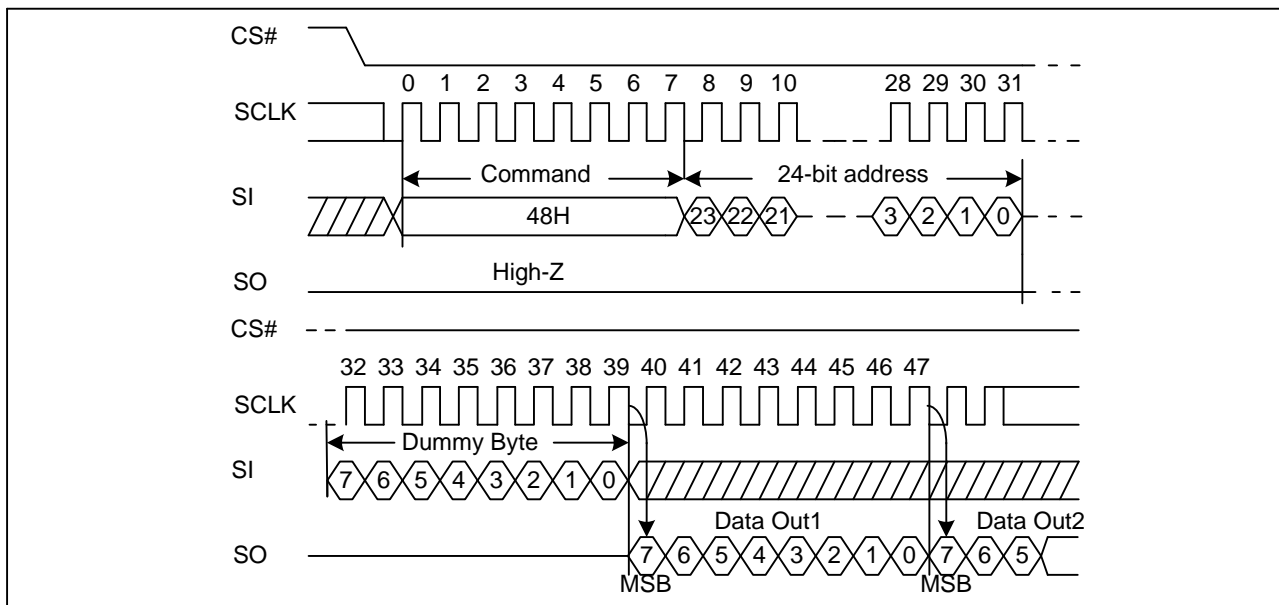 CS#
0 1 2 3 4 5 6 7 8 9 10 28 29 30 31
SCLK
Command 24-bit address
SI
48H 23 22 21 3 2 1 0
High-Z
SO
CS#
32 33 34 35 36 37 38 39 40 41 42 43 44 45 46 47
SCLK
Dummy Byte
SI
7 6 5 4 3 2 1 0
Data Out1 Data Out2
SO
7 6 5 4 3 2 1 0 7 6 5
MSB MSB